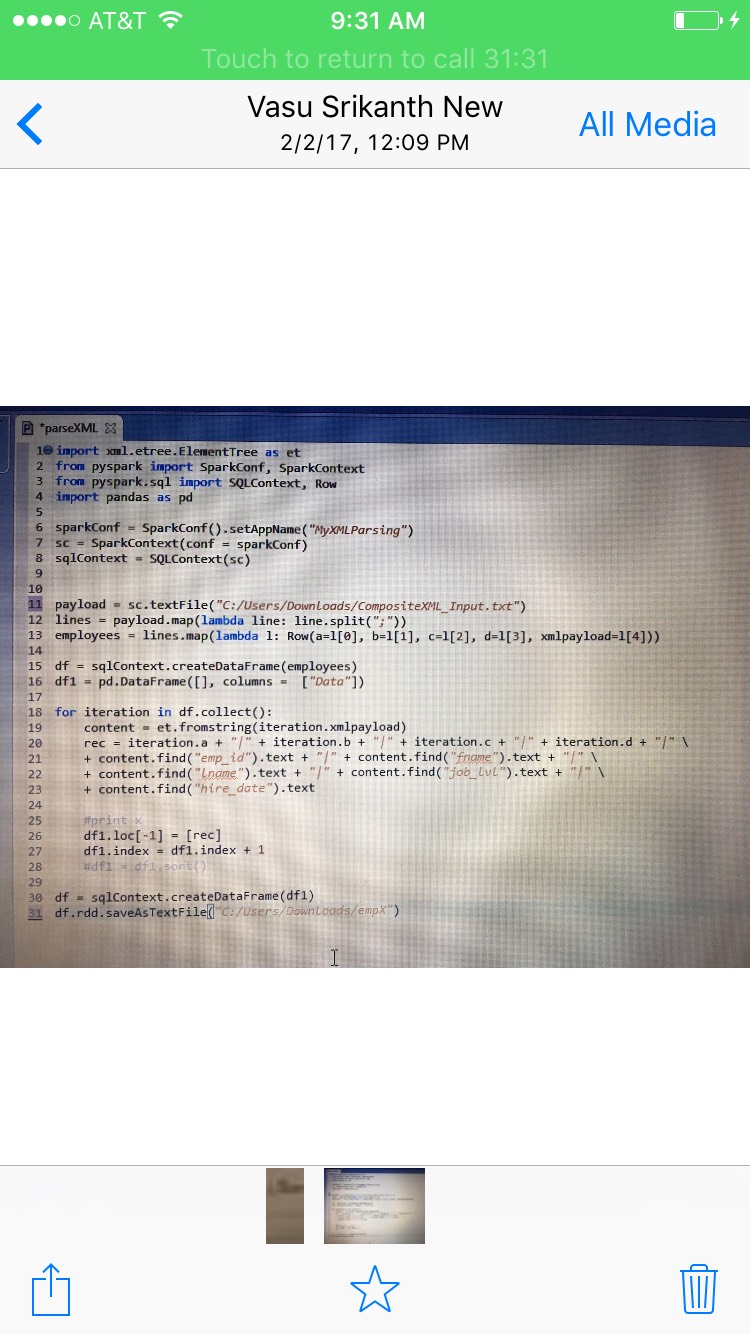 AT&T 9:31 AM
Touch to return to call 31:31
Vasu Srikanth New
2/2/17, 12:09 PM
All Media
*parseXML
1 import xml.etree.ElementTree as et
2 from pyspark import SparkConf, SparkContext
3 from pyspark.sql import SQLContext, Row
4 import pandas as pd
5
6 sparkConf = SparkConf().setAppName("MyXMLParsing")
7 sc = SparkContext(conf = sparkConf)
8 sqlContext = SQLContext(sc)
9
10
11 payload = sc.textFile("C:/Users/Downloads/CompositeXML_Input.txt")
12 lines = payload.map(lambda line: line.split(";"))
13 employees = lines.map(lambda l: Row(a=l[0], b=l[1], c=l[2], d=l[3], xmlpayload=l[4]))
14
15 df = sqlContext.createDataFrame(employees)
16 df1 = pd.DataFrame([], columns = ["Data"])
17
18 for iteration in df.collect():
19 content = et.fromstring(iteration.xmlpayload)
20 rec = iteration.a + "|" + iteration.b + "|" + iteration.c + "|" + iteration.d + "|" \
21 + content.find("emp_id").text + "|" + content.find("fname").text + "|" \
22 + content.find("lname").text + "|" + content.find("job_lvl").text + "|" \
23 + content.find("hire_date").text
24
25 #print x
26 df1.loc[-1] = [rec]
27 df1.index = df1.index + 1
28 #df1 = df1.sort()
29
30 df = sqlContext.createDataFrame(df1)
31 df.rdd.saveAsTextFile("C:/Users/Downloads/empX")